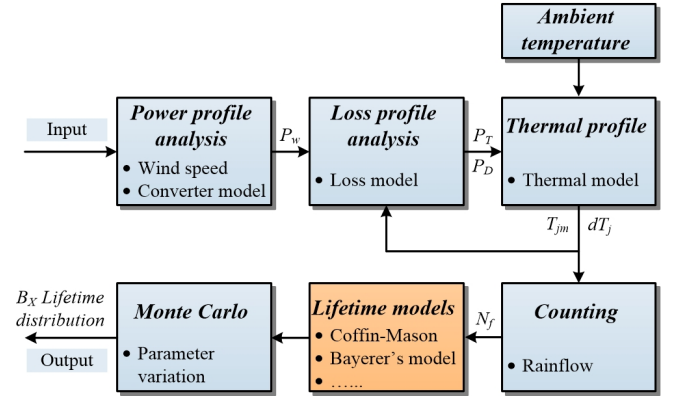 Ambient
temperature
Input
Power profile
analysis
• Wind speed
• Converter model
P_w
Loss profile
analysis
• Loss model
P_T
P_D
Thermal profile
• Thermal model
T_jm dT_j
B_X Lifetime
distribution
Output
Monte Carlo
• Parameter
variation
Lifetime models
• Coffin-Mason
• Bayerer's model
• …...
N_f
Counting
• Rainflow